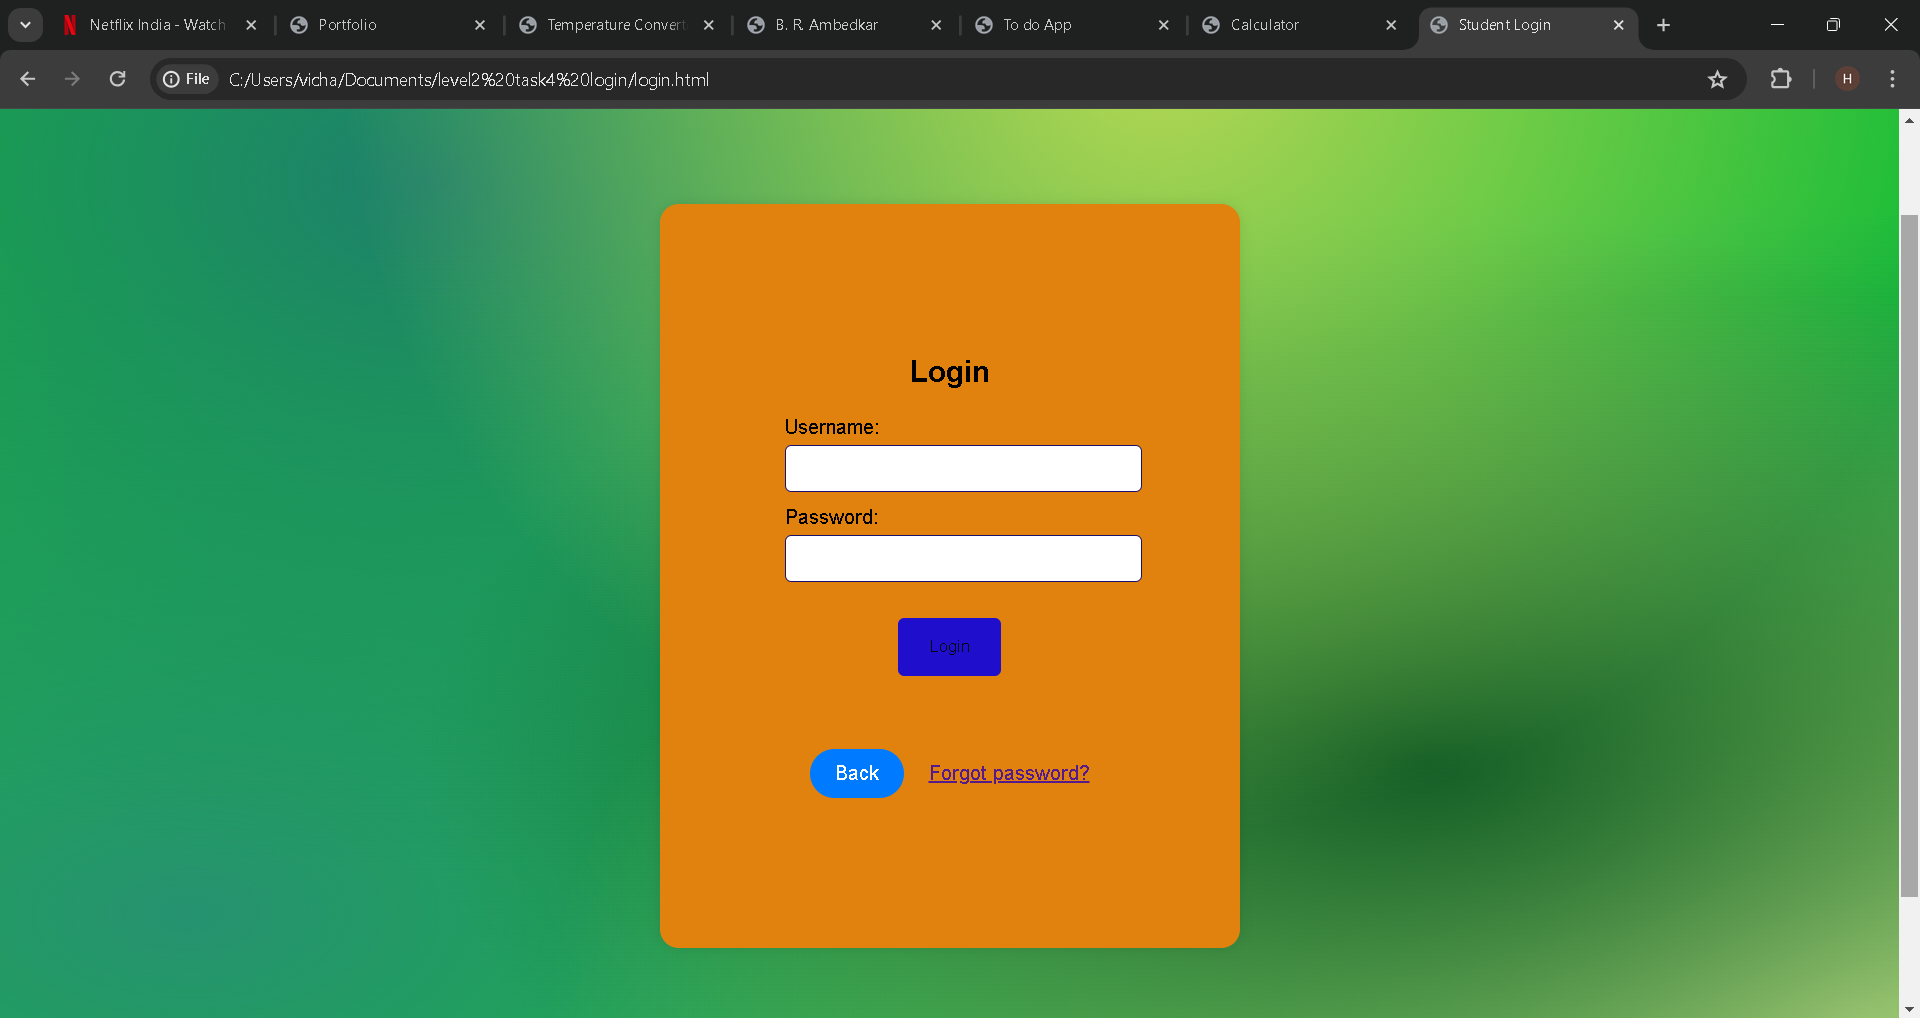 Netflix India - Watch
Portfolio
Temperature Convert
B. R. Ambedkar
To do App
Calculator
Student Login
File
C:/Users/vicha/Documents/level2%20task4%20login/login.html
H
Login
Username:
Password:
Login
Back
Forgot password?